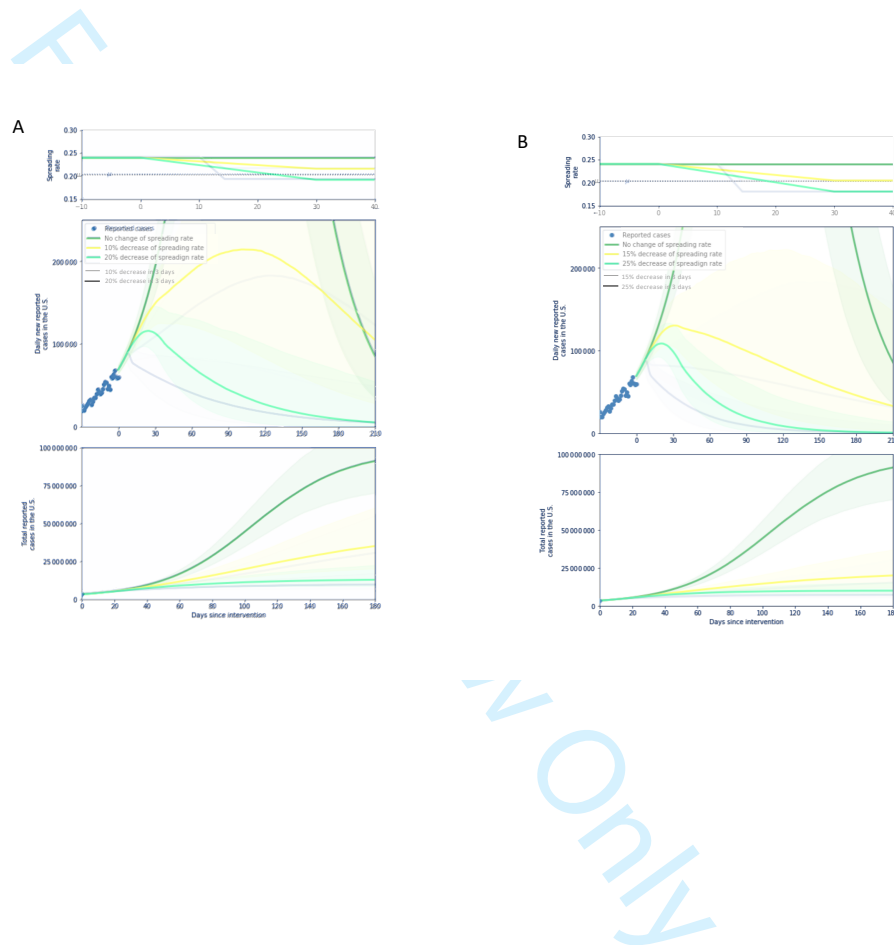 F
A
B
0.30
0.25
0.20
0.15
Spreading
rate
μ
−10
0
10
20
30
40
Reported cases
No change of spreading rate
10% decrease of spreading rate
20% decrease of spreading rate
10% decrease in 3 days
20% decrease in 3 days
200 000
100 000
0
Daily new reported
cases in the U.S.
0
30
60
90
120
150
180
210
100 000 000
75 000 000
50 000 000
25 000 000
0
Total reported
cases in the U.S.
0
20
40
60
80
100
120
140
160
180
Days since intervention
0.30
0.25
0.20
0.15
Spreading
rate
μ
−10
0
10
20
30
40
Reported cases
No change of spreading rate
15% decrease of spreading rate
25% decrease of spreadign rate
15% decrease in 3 days
25% decrease in 3 days
200 000
100 000
0
Daily new reported
cases in the U.S.
0
30
60
90
120
150
180
100 000 000
75 000 000
50 000 000
25 000 000
0
Total reported
cases in the U.S.
0
20
40
60
80
100
120
140
160
Days since intervention
w Only